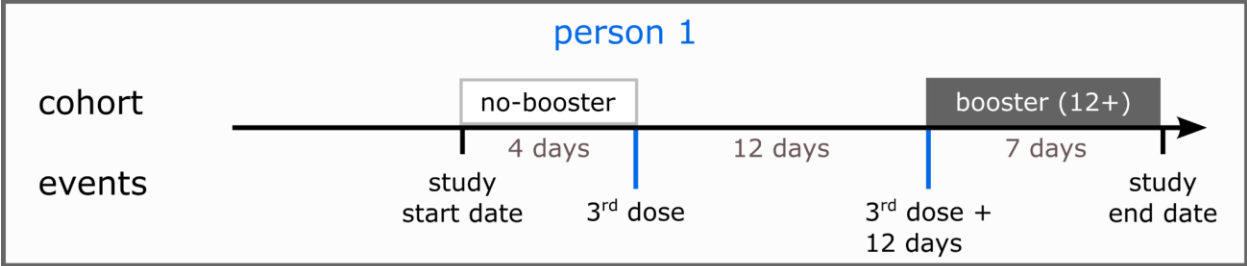 person 1
cohort
no-booster
booster (12+)
4 days
12 days
7 days
events
study
start date
3rd dose
3rd dose +
12 days
study
end date